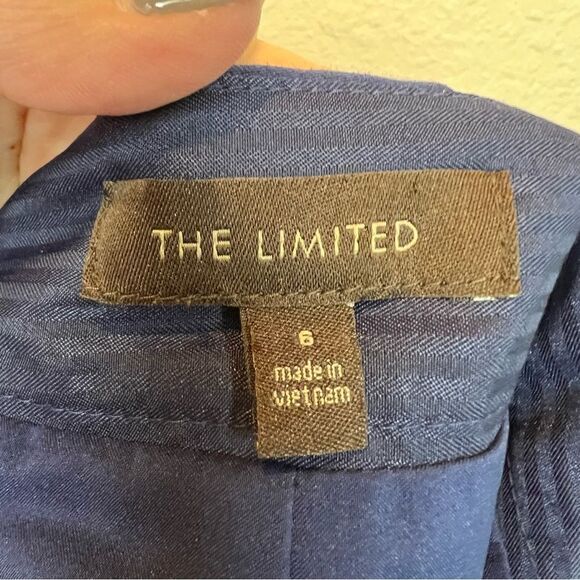 THE LIMITED
6
made in
vietnam